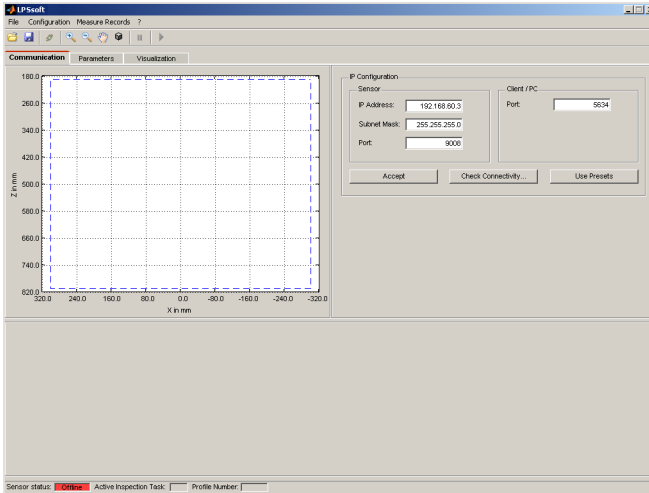 LPSsoft
File Configuration Measure Records ?
Communication Parameters Visualization
IP Configuration
Sensor
Client / PC
IP Address: 192.168.60.3
Port: 5634
Subnet Mask: 255.255.255.0
Port: 9008
Accept Check Connectivity... Use Presets
180.0
260.0
340.0
420.0
500.0
580.0
660.0
740.0
820.0
Z in mm
320.0 240.0 160.0 80.0 0.0 -80.0 -160.0 -240.0 -320.0
X in mm
Sensor status: Offline Active Inspection Task: Profile Number: